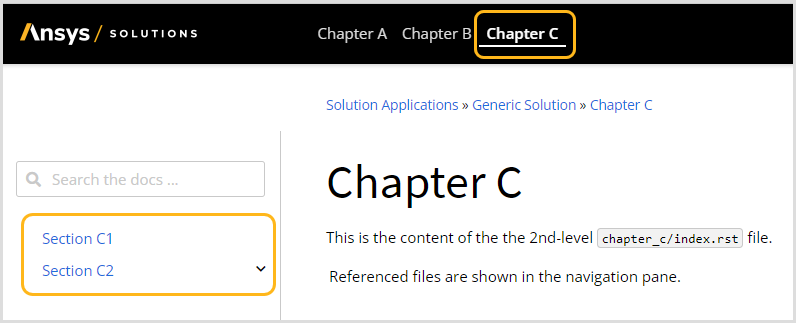 Ansys / SOLUTIONS
Chapter A Chapter B Chapter C
Solution Applications » Generic Solution » Chapter C
Search the docs ...
Section C1
Section C2
Chapter C
This is the content of the the 2nd-level chapter_c/index.rst file.
Referenced files are shown in the navigation pane.